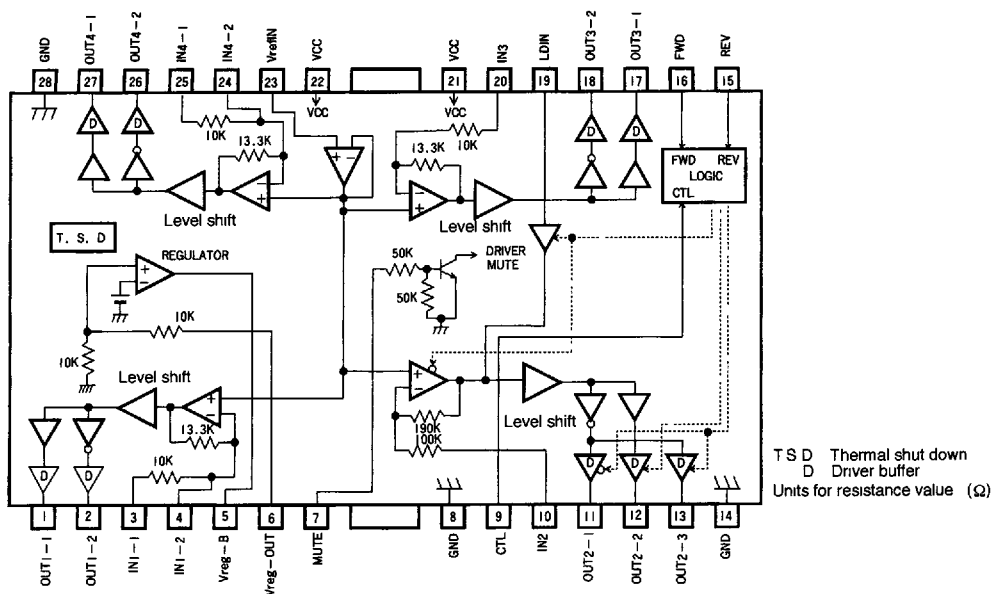 GND OUT4-1 OUT4-2 IN4-1 IN4-2 VrefIN VCC VCC IN3 LDIN OUT3-2 OUT3-1 FWD REV
28 27 26 25 24 23 22 21 20 19 18 17 16 15
VCC VCC
D D D D
10K 10K
13.3K 13.3K
FWD REV
LOGIC
CTL
+ − − + − + − +
Level shift Level shift
T. S. D
REGULATOR
+ −
50K DRIVER
MUTE
50K
10K
10K
Level shift
+ − + −
Level shift
13.3K 190K
100K
10K
D D D D D
T S D Thermal shut down
D Driver buffer
Units for resistance value (Ω)
1 2 3 4 5 6 7 8 9 10 11 12 13 14
OUT1-1 OUT1-2 IN1-1 IN1-2 Vreg-B Vreg-OUT MUTE GND CTL IN2 OUT2-1 OUT2-2 OUT2-3 GND